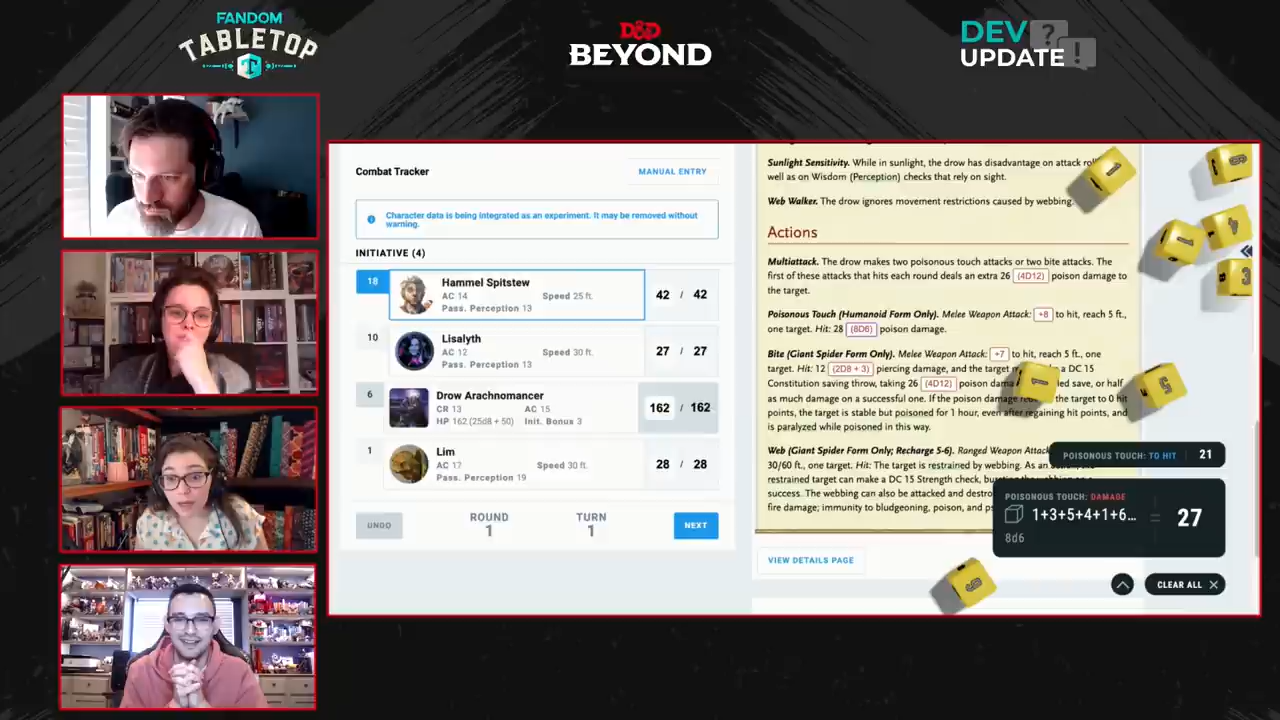 FANDOM
TABLETOP
T
D&D
BEYOND
DEV ?
UPDATE !
Combat Tracker
MANUAL ENTRY
Character data is being integrated as an experiment. It may be removed without
warning.
INITIATIVE (4)
18
Hammel Spitstew
AC 14 Speed 25 ft.
Pass. Perception 13
42 / 42
10
Lisalyth
AC 12 Speed 30 ft.
Pass. Perception 13
27 / 27
6
Drow Arachnomancer
CR 13 AC 15
HP 162 (25d8 + 50) Init. Bonus 3
162 / 162
1
Lim
AC 17 Speed 30 ft.
Pass. Perception 19
28 / 28
UNDO
ROUND
1
TURN
1
NEXT
Sunlight Sensitivity. While in sunlight, the drow has disadvantage on attack
well as on Wisdom (Perception) checks that rely on sight.
Web Walker. The drow ignores movement restrictions caused by webbing.
Actions
Multiattack. The drow makes two poisonous touch attacks or two bite attacks. The
first of these attacks that hits each round deals an extra 26 (4D12) poison damage to
the target.
Poisonous Touch (Humanoid Form Only). Melee Weapon Attack: +8 to hit, reach 5 ft.,
one target. Hit: 28 (8D6) poison damage.
Bite (Giant Spider Form Only). Melee Weapon Attack: +7 to hit, reach 5 ft., one
target. Hit: 12 (2D8 + 3) piercing damage, and the target a DC 15
Constitution saving throw, taking 26 (4D12) poison save, or half
as much damage on a successful one. If the poison damage the target to 0 hit
points, the target is stable but poisoned for 1 hour, even after regaining hit points, and
is paralyzed while poisoned in this way.
Web (Giant Spider Form Only; Recharge 5-6). Ranged Weapon
30/60 ft., one target. Hit: The target is restrained by webbing. As an
restrained target can make a DC 15 Strength check,
success. The webbing can also be attacked and
fire damage; immunity to bludgeoning, poison, and
VIEW DETAILS PAGE
POISONOUS TOUCH: TO HIT 21
POISONOUS TOUCH: DAMAGE
1+3+5+4+1+6... = 27
8d6
CLEAR ALL